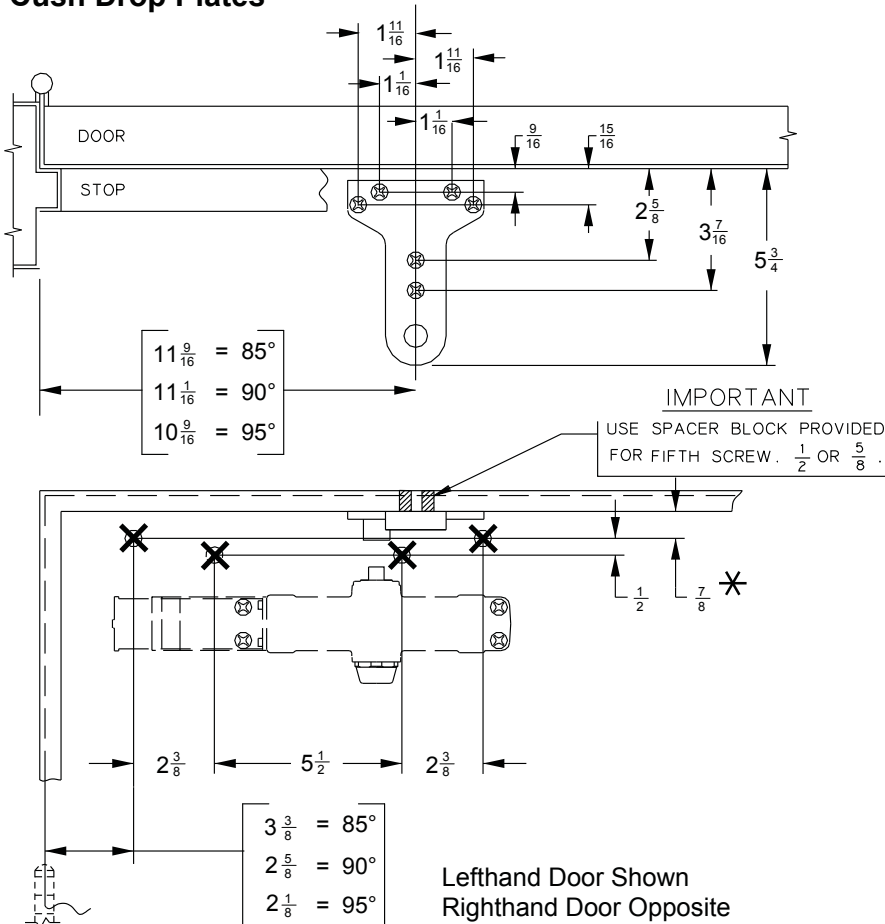 Cush Drop Plates
1 11/16
1 11/16
1 1/16
1 1/16
9/16
15/16
DOOR
STOP
2 5/8
3 7/16
5 3/4
11 9/16 = 85°
11 1/16 = 90°
10 9/16 = 95°
IMPORTANT
USE SPACER BLOCK PROVIDED
FOR FIFTH SCREW. 1/2 OR 5/8 .
1/2
7/8 *
2 3/8
5 1/2
2 3/8
3 3/8 = 85°
2 5/8 = 90°
2 1/8 = 95°
Lefthand Door Shown
Righthand Door Opposite